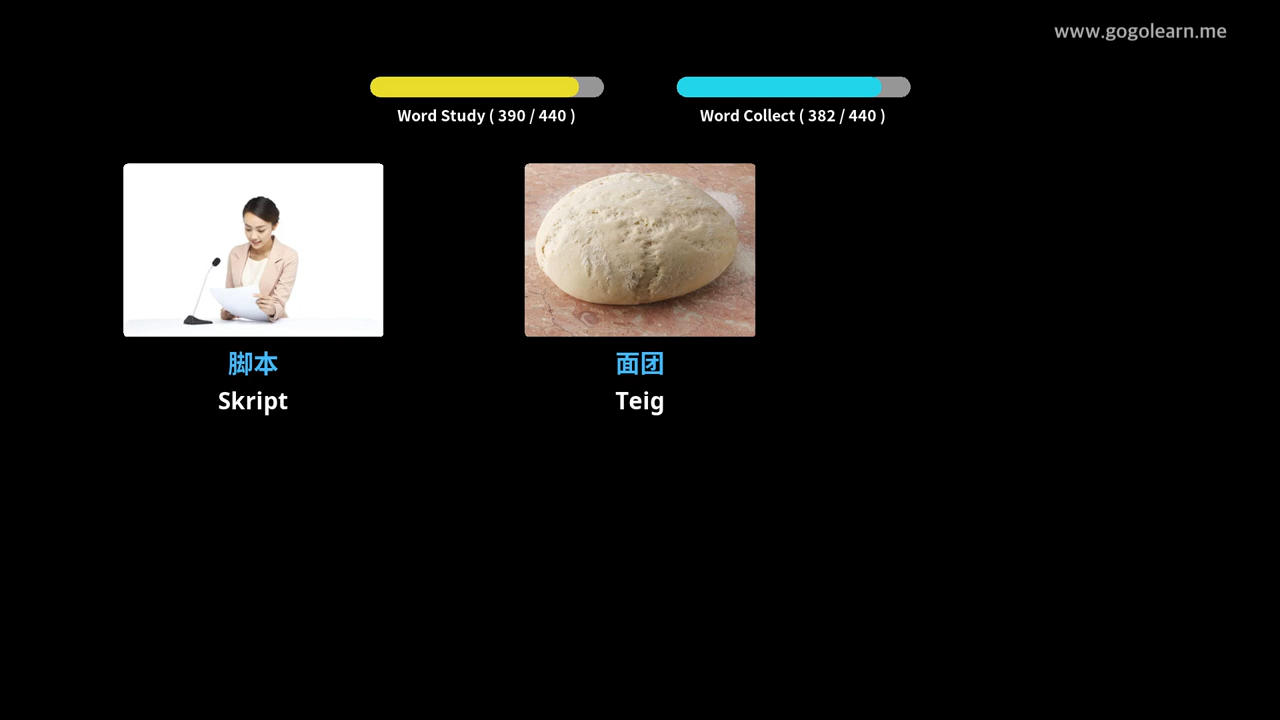 www.gogolearn.me
Word Study ( 390 / 440 )
Word Collect ( 382 / 440 )
脚本
Skript
面团
Teig